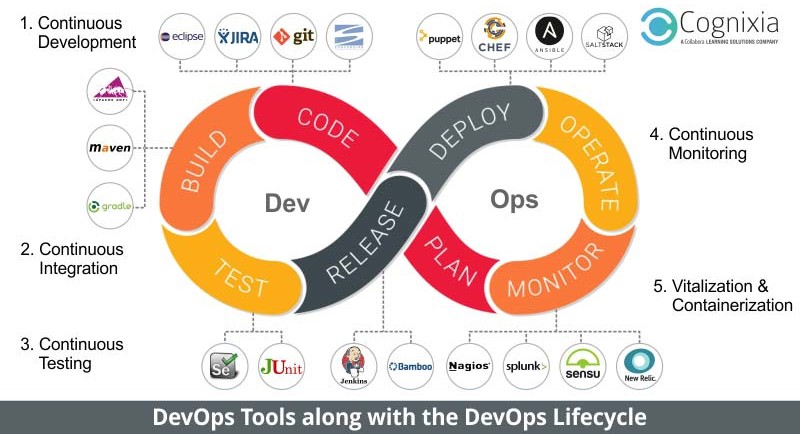 1. Continuous
Development
eclipse
JIRA
git
puppet
CHEF
ANSIBLE
SALTSTACK
Cognixia
A Collabera LEARNING SOLUTIONS COMPANY
maven
gradle
BUILD
CODE
DEPLOY
OPERATE
4. Continuous
Monitoring
Dev
Ops
2. Continuous
Integration
TEST
RELEASE
PLAN
MONITOR
5. Vitalization &
Containerization
3. Continuous
Testing
Se
JUnit
Jenkins
Bamboo
Nagios
splunk>
sensu
New Relic.
DevOps Tools along with the DevOps Lifecycle